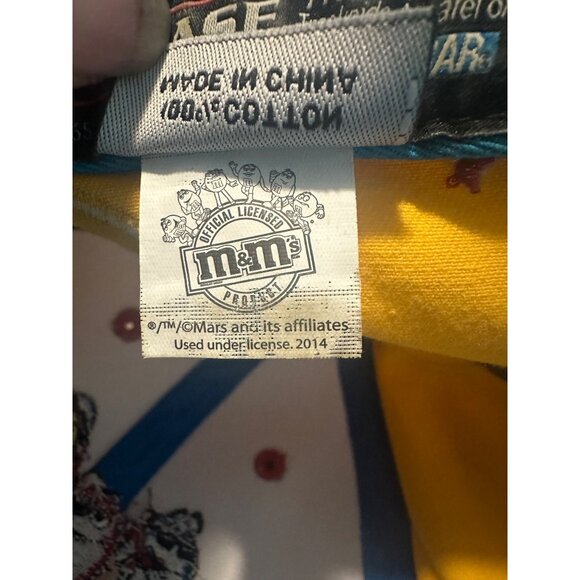 MADE IN CHINA
100% COTTON
OFFICIAL LICENSED
m&m's
PRODUCT
®/™/©Mars and its affiliates
Used under license. 2014